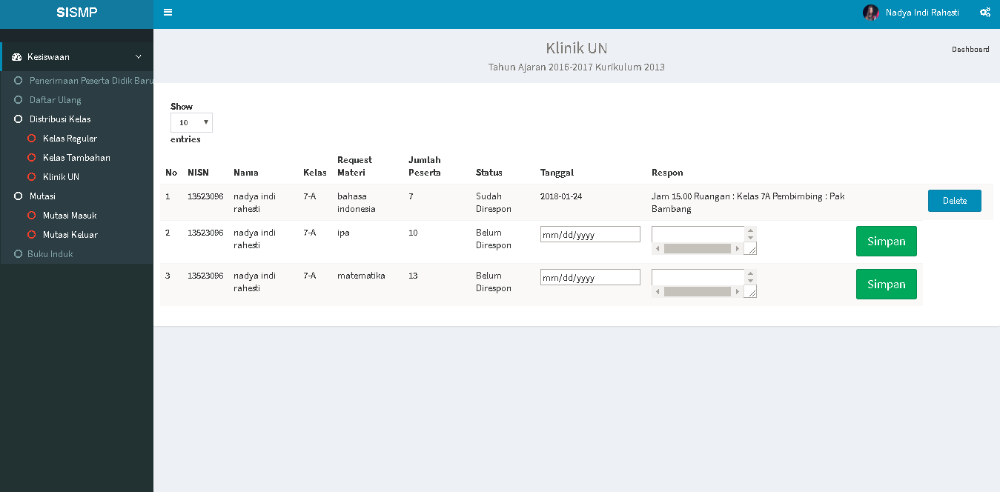 SISMP
Nadya Indi Rahesti
Kesiswaan
Penerimaan Peserta Didik Baru
Daftar Ulang
Distribusi Kelas
Kelas Reguler
Kelas Tambahan
Klinik UN
Mutasi
Mutasi Masuk
Mutasi Keluar
Buku Induk
Klinik UN
Tahun Ajaran 2016-2017 Kurikulum 2013
Dashboard
Show
10
entries
No NISN Nama Kelas Request Materi Jumlah Peserta Status Tanggal Respon
1 13523096 nadya indi rahesti 7-A bahasa indonesia 7 Sudah Direspon 2018-01-24 Jam 15.00 Ruangan : Kelas 7A Pembimbing : Pak Bambang Delete
2 13523096 nadya indi rahesti 7-A ipa 10 Belum Direspon mm/dd/yyyy Simpan
3 13523096 nadya indi rahesti 7-A matematika 13 Belum Direspon mm/dd/yyyy Simpan